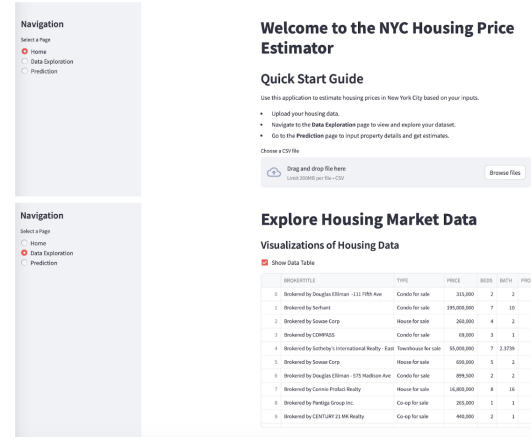 Navigation
Select a Page
Home
Data Exploration
Prediction
Welcome to the NYC Housing Price
Estimator
Quick Start Guide
Use this application to estimate housing prices in New York City based on your inputs.
• Upload your housing data.
• Navigate to the Data Exploration page to view and explore your dataset.
• Go to the Prediction page to input property details and get estimates.
Choose a CSV file
Drag and drop file here
Limit 200MB per file • CSV
Browse files
Navigation
Select a Page
Home
Data Exploration
Prediction
Explore Housing Market Data
Visualizations of Housing Data
Show Data Table
BROKERTITLE TYPE PRICE BEDS BATH PRO
0 Brokered by Douglas Elliman -111 Fifth Ave Condo for sale 315,000 2 2
1 Brokered by Serhant Condo for sale 195,000,000 7 10
2 Brokered by Sowae Corp House for sale 260,000 4 2
3 Brokered by COMPASS Condo for sale 69,000 3 1
4 Brokered by Sotheby's International Realty - East Townhouse for sale 55,000,000 7 2.3739
5 Brokered by Sowae Corp House for sale 690,000 5 2
6 Brokered by Douglas Elliman - 575 Madison Ave Condo for sale 899,500 2 2
7 Brokered by Connie Profaci Realty House for sale 16,800,000 8 16
8 Brokered by Pantiga Group Inc. Co-op for sale 265,000 1 1
9 Brokered by CENTURY 21 MK Realty Co-op for sale 440,000 2 1